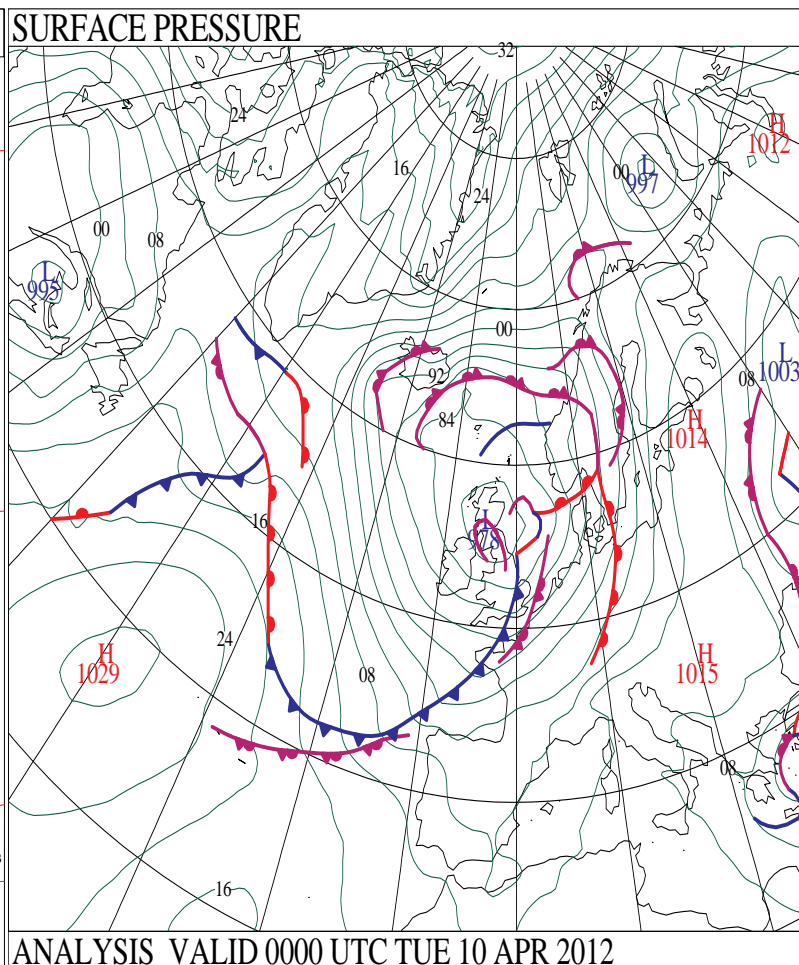 SURFACE PRESSURE
32
24
H
1012
16
00
L
997
24
00
08
L
995
00
L
1003
92
08
84
H
1014
16
L
978
24
H
1029
08
H
1015
08
16
ANALYSIS VALID 0000 UTC TUE 10 APR 2012